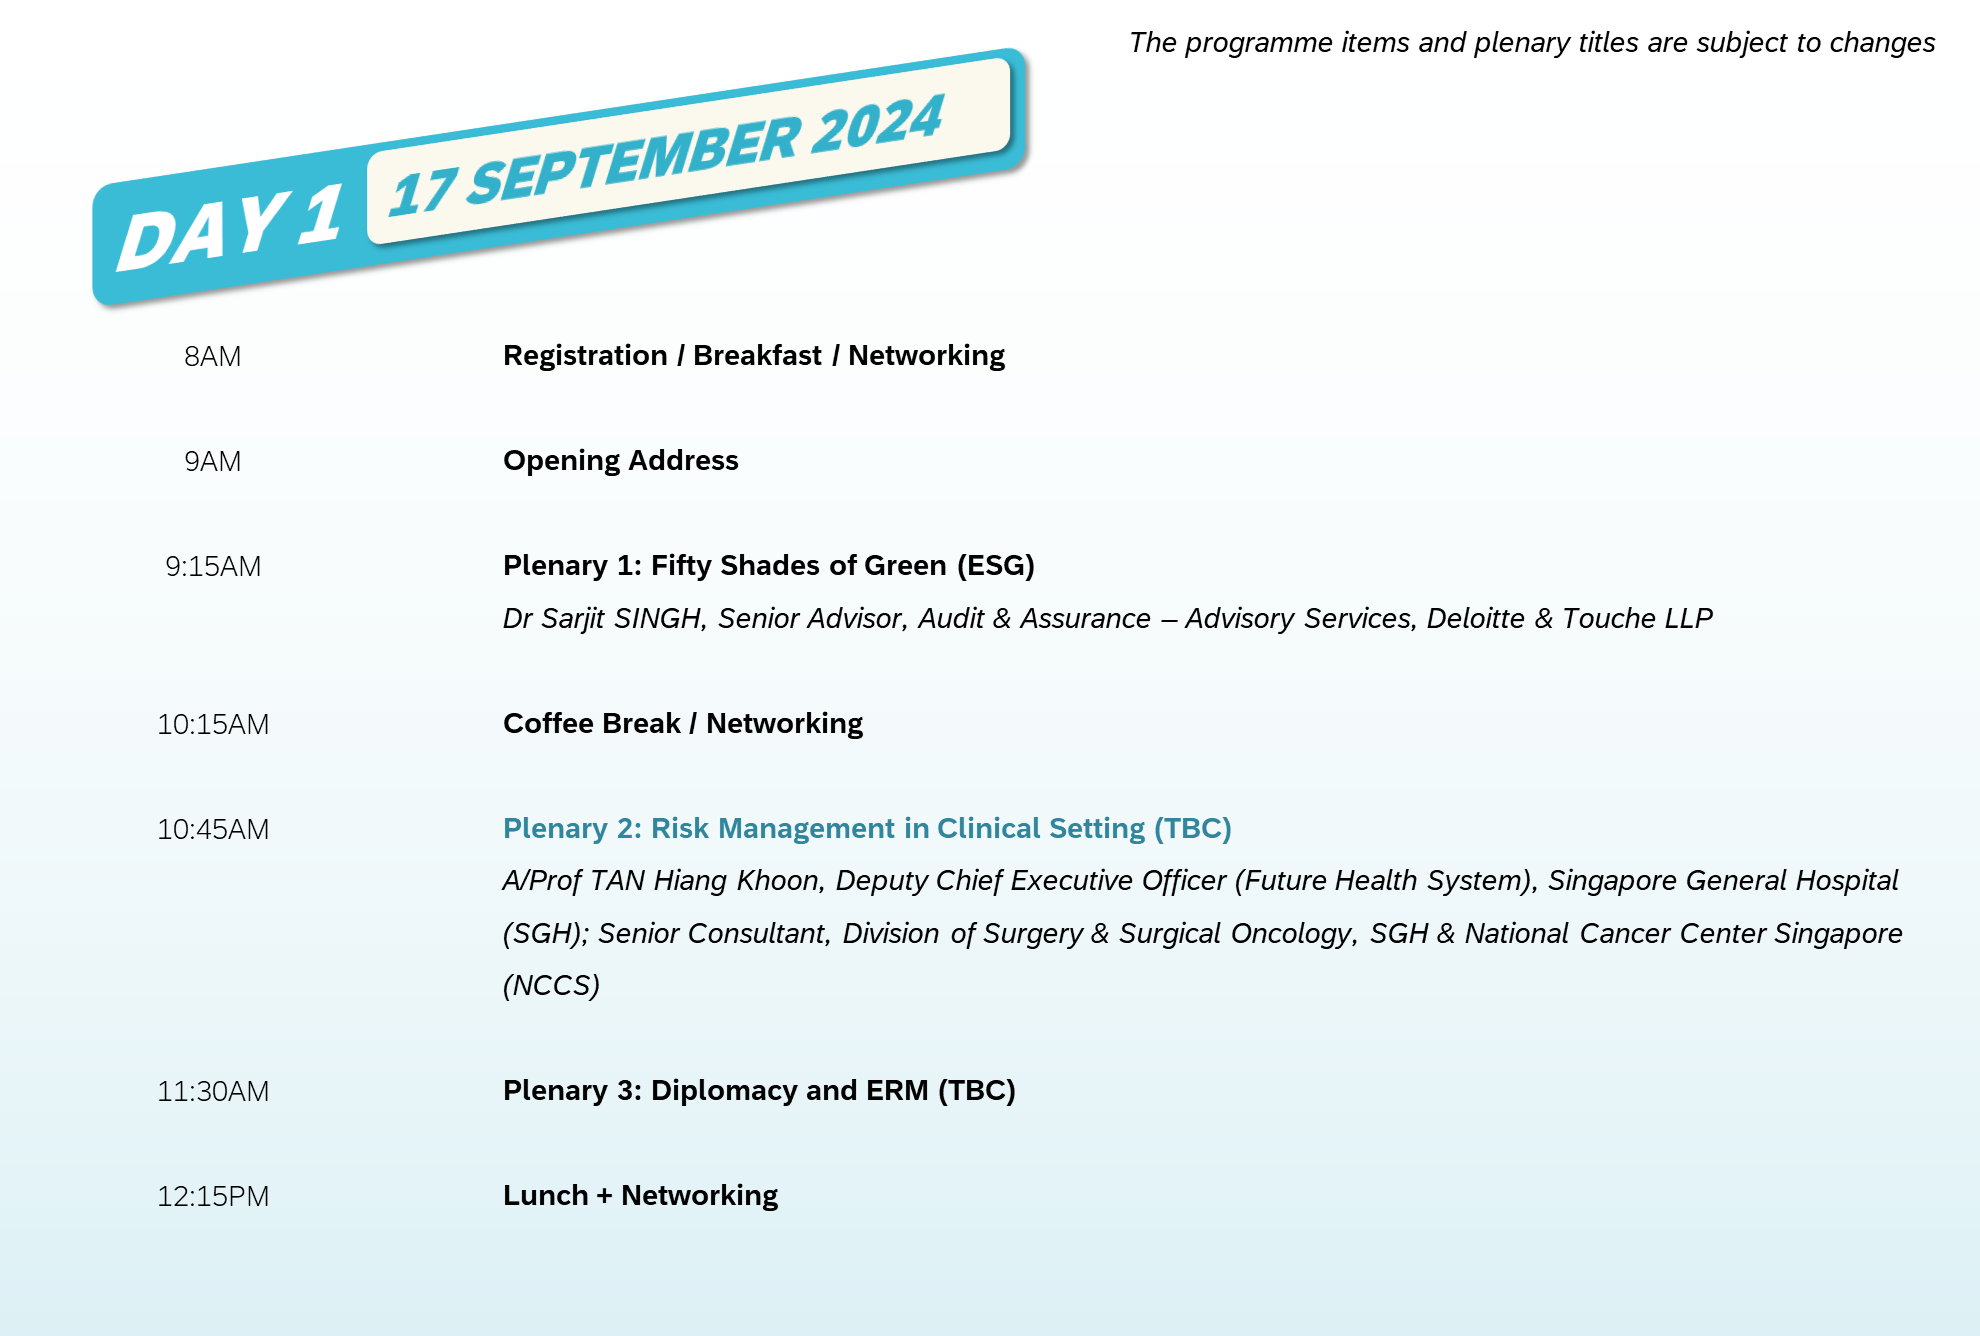 The programme items and plenary titles are subject to changes
DAY 1 17 SEPTEMBER 2024
8AM Registration / Breakfast / Networking
9AM Opening Address
9:15AM Plenary 1: Fifty Shades of Green (ESG)
Dr Sarjit SINGH, Senior Advisor, Audit & Assurance – Advisory Services, Deloitte & Touche LLP
10:15AM Coffee Break / Networking
10:45AM Plenary 2: Risk Management in Clinical Setting (TBC)
A/Prof TAN Hiang Khoon, Deputy Chief Executive Officer (Future Health System), Singapore General Hospital
(SGH); Senior Consultant, Division of Surgery & Surgical Oncology, SGH & National Cancer Center Singapore
(NCCS)
11:30AM Plenary 3: Diplomacy and ERM (TBC)
12:15PM Lunch + Networking